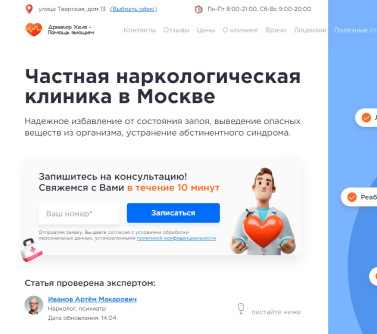 улица Тверская, дом 13 (Выбрать офис) Пн-Пт 8:00-21:00, Сб-Вс 9:00-20:00
Драйвер Хелп -
Помощь пьющим
Контакты Отзывы Цены О клинике Врачи Лицензии Полезные ст
Частная наркологическая
клиника в Москве
Надежное избавление от состояния запоя, выведение опасных
веществ из организма, устранение абстинентного синдрома.
Запишитесь на консультацию!
Свяжемся с Вами в течение 10 минут
Ваш номер*
Записаться
Отправляя заявку, Вы даете согласие с условиями обработки
персональных данных, установленными политикой конфиденциальности
Реаб
Статья проверена экспертом:
Иванов Артём Макарович
Нарколог, психиатр
Дата обновления: 14.04
листайте ниже